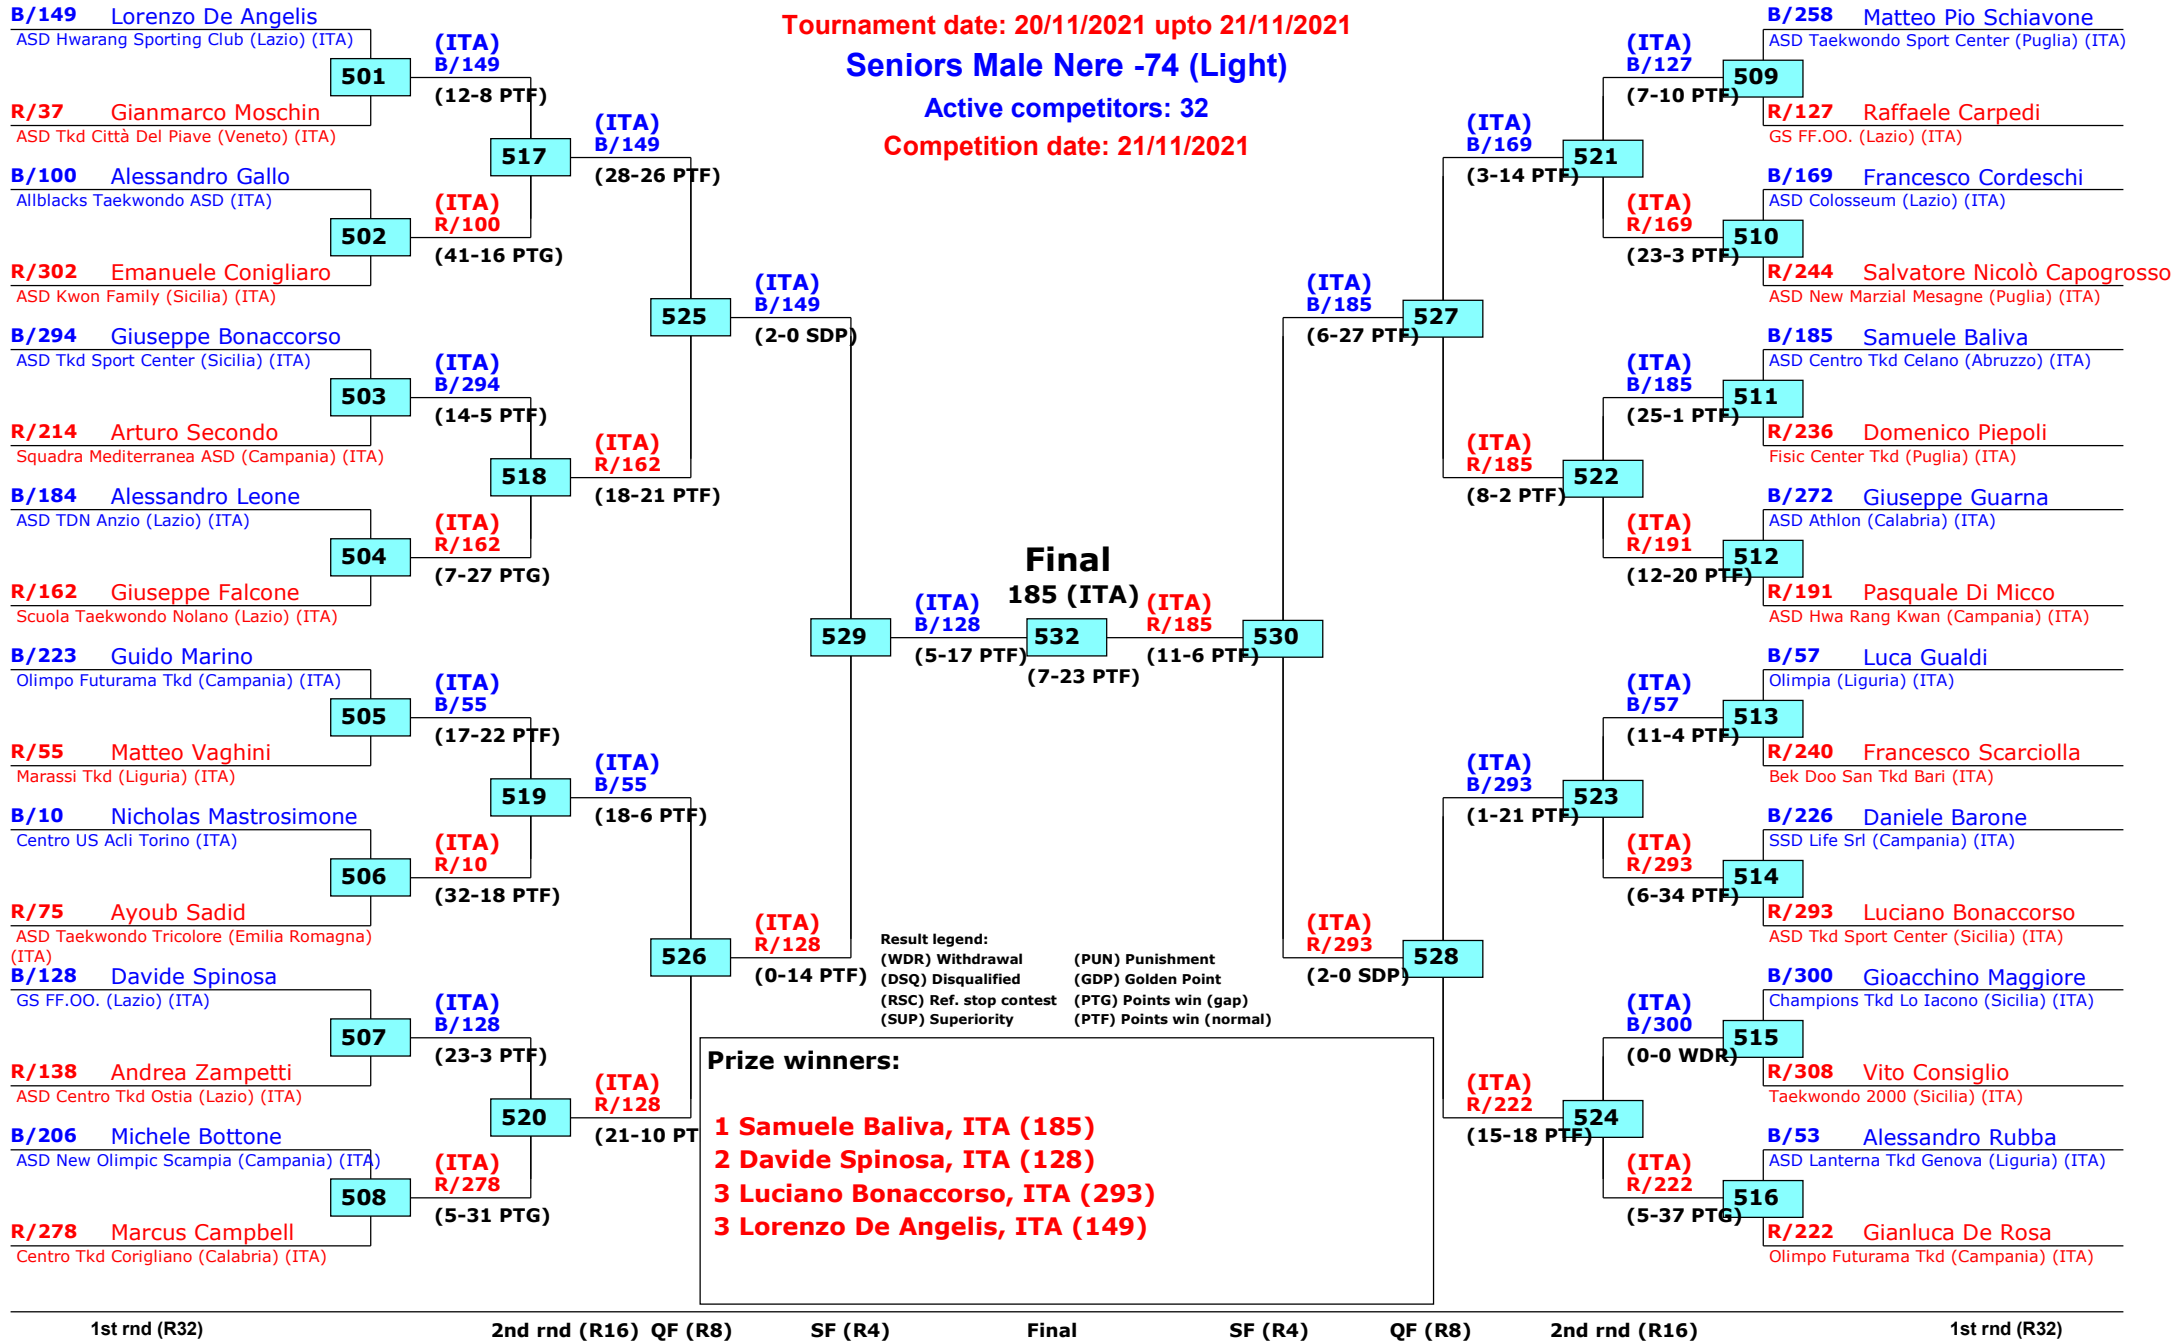 Tournament date: 20/11/2021 upto 21/11/2021
Seniors Male Nere -74 (Light)
Active competitors: 32
Competition date: 21/11/2021
B/149 Lorenzo De Angelis
ASD Hwarang Sporting Club (Lazio) (ITA)
501
R/37 Gianmarco Moschin
ASD Tkd Città Del Piave (Veneto) (ITA)
B/100 Alessandro Gallo
Allblacks Taekwondo ASD (ITA)
502
R/302 Emanuele Conigliaro
ASD Kwon Family (Sicilia) (ITA)
B/294 Giuseppe Bonaccorso
ASD Tkd Sport Center (Sicilia) (ITA)
503
R/214 Arturo Secondo
Squadra Mediterranea ASD (Campania) (ITA)
B/184 Alessandro Leone
ASD TDN Anzio (Lazio) (ITA)
504
R/162 Giuseppe Falcone
Scuola Taekwondo Nolano (Lazio) (ITA)
B/223 Guido Marino
Olimpo Futurama Tkd (Campania) (ITA)
505
R/55 Matteo Vaghini
Marassi Tkd (Liguria) (ITA)
B/10 Nicholas Mastrosimone
Centro US Acli Torino (ITA)
506
R/75 Ayoub Sadid
ASD Taekwondo Tricolore (Emilia Romagna)
(ITA)
B/128 Davide Spinosa
GS FF.OO. (Lazio) (ITA)
507
R/138 Andrea Zampetti
ASD Centro Tkd Ostia (Lazio) (ITA)
B/206 Michele Bottone
ASD New Olimpic Scampia (Campania) (ITA)
508
R/278 Marcus Campbell
Centro Tkd Corigliano (Calabria) (ITA)
(ITA)
B/149
(12-8 PTF)
517
(ITA)
R/100
(41-16 PTG)
(ITA)
B/294
(14-5 PTF)
518
(ITA)
R/162
(7-27 PTG)
(ITA)
B/55
(17-22 PTF)
519
(ITA)
R/10
(32-18 PTF)
(ITA)
B/128
(23-3 PTF)
520
(ITA)
R/278
(5-31 PTG)
(ITA)
B/149
(28-26 PTF)
525
(ITA)
R/162
(18-21 PTF)
(ITA)
B/55
(18-6 PTF)
526
(ITA)
R/128
(21-10 PT
(ITA)
B/149
(2-0 SDP)
529
(ITA)
R/128
(0-14 PTF)
Final
185 (ITA)
(ITA)
B/128
(5-17 PTF)
532
(7-23 PTF)
(ITA)
R/185
(11-6 PTF)
530
(ITA)
B/185
(6-27 PTF)
527
(ITA)
R/293
(2-0 SDP)
528
(ITA)
B/169
(3-14 PTF)
521
(ITA)
R/185
(8-2 PTF)
522
(ITA)
B/293
(1-21 PTF)
523
(ITA)
R/222
(15-18 PTF)
524
(ITA)
B/127
(7-10 PTF)
(ITA)
R/169
(23-3 PTF)
(ITA)
B/185
(25-1 PTF)
(ITA)
R/191
(12-20 PTF)
(ITA)
B/57
(11-4 PTF)
(ITA)
R/293
(6-34 PTF)
(ITA)
B/300
(0-0 WDR)
(ITA)
R/222
(5-37 PTG)
B/258 Matteo Pio Schiavone
ASD Taekwondo Sport Center (Puglia) (ITA)
509
R/127 Raffaele Carpedi
GS FF.OO. (Lazio) (ITA)
B/169 Francesco Cordeschi
ASD Colosseum (Lazio) (ITA)
510
R/244 Salvatore Nicolò Capogrosso
ASD New Marzial Mesagne (Puglia) (ITA)
B/185 Samuele Baliva
ASD Centro Tkd Celano (Abruzzo) (ITA)
511
R/236 Domenico Piepoli
Fisic Center Tkd (Puglia) (ITA)
B/272 Giuseppe Guarna
ASD Athlon (Calabria) (ITA)
512
R/191 Pasquale Di Micco
ASD Hwa Rang Kwan (Campania) (ITA)
B/57 Luca Gualdi
Olimpia (Liguria) (ITA)
513
R/240 Francesco Scarciolla
Bek Doo San Tkd Bari (ITA)
B/226 Daniele Barone
SSD Life Srl (Campania) (ITA)
514
R/293 Luciano Bonaccorso
ASD Tkd Sport Center (Sicilia) (ITA)
B/300 Gioacchino Maggiore
Champions Tkd Lo Iacono (Sicilia) (ITA)
515
R/308 Vito Consiglio
Taekwondo 2000 (Sicilia) (ITA)
B/53 Alessandro Rubba
ASD Lanterna Tkd Genova (Liguria) (ITA)
516
R/222 Gianluca De Rosa
Olimpo Futurama Tkd (Campania) (ITA)
Result legend:
(WDR) Withdrawal (PUN) Punishment
(DSQ) Disqualified (GDP) Golden Point
(RSC) Ref. stop contest (PTG) Points win (gap)
(SUP) Superiority (PTF) Points win (normal)
Prize winners:
1 Samuele Baliva, ITA (185)
2 Davide Spinosa, ITA (128)
3 Luciano Bonaccorso, ITA (293)
3 Lorenzo De Angelis, ITA (149)
1st rnd (R32) 2nd rnd (R16) QF (R8) SF (R4) Final SF (R4) QF (R8) 2nd rnd (R16) 1st rnd (R32)